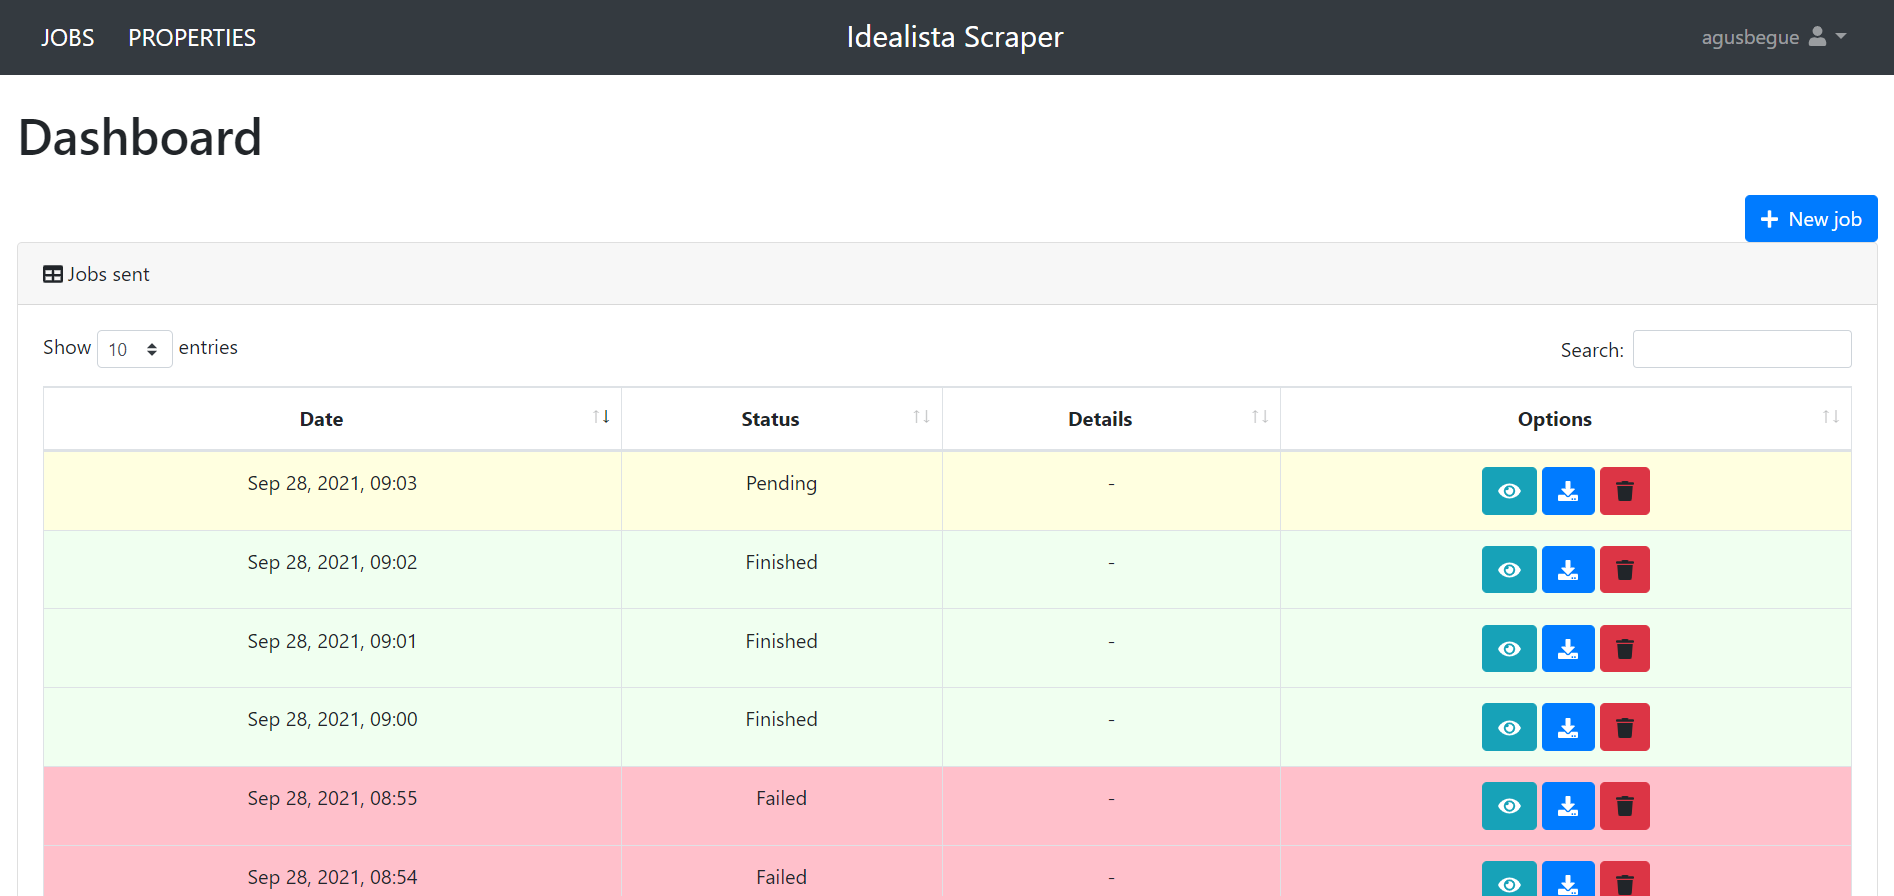 JOBS PROPERTIES Idealista Scraper agusbegue
Dashboard
New job
Jobs sent
Show 10 entries Search:
Date Status Details Options
Sep 28, 2021, 09:03 Pending -
Sep 28, 2021, 09:02 Finished -
Sep 28, 2021, 09:01 Finished -
Sep 28, 2021, 09:00 Finished -
Sep 28, 2021, 08:55 Failed -
Sep 28, 2021, 08:54 Failed -